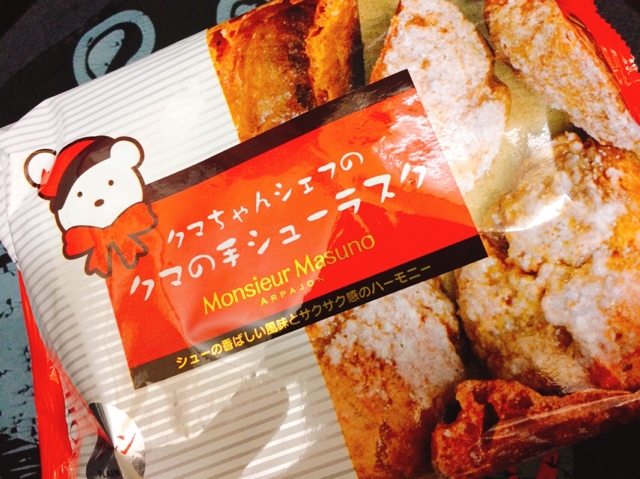 クマちゃんシェフの
クマの手シューラスク
Monsieur Masuno
ARPAJON
シューの香ばしい風味とサクサク感のハーモニー